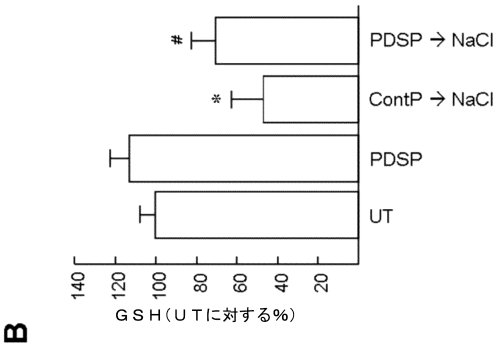 B
#
PDSP → NaCl
*
ContP → NaCl
PDSP
UT
140
120
100
80
60
40
20
GSH（UTに対する％）